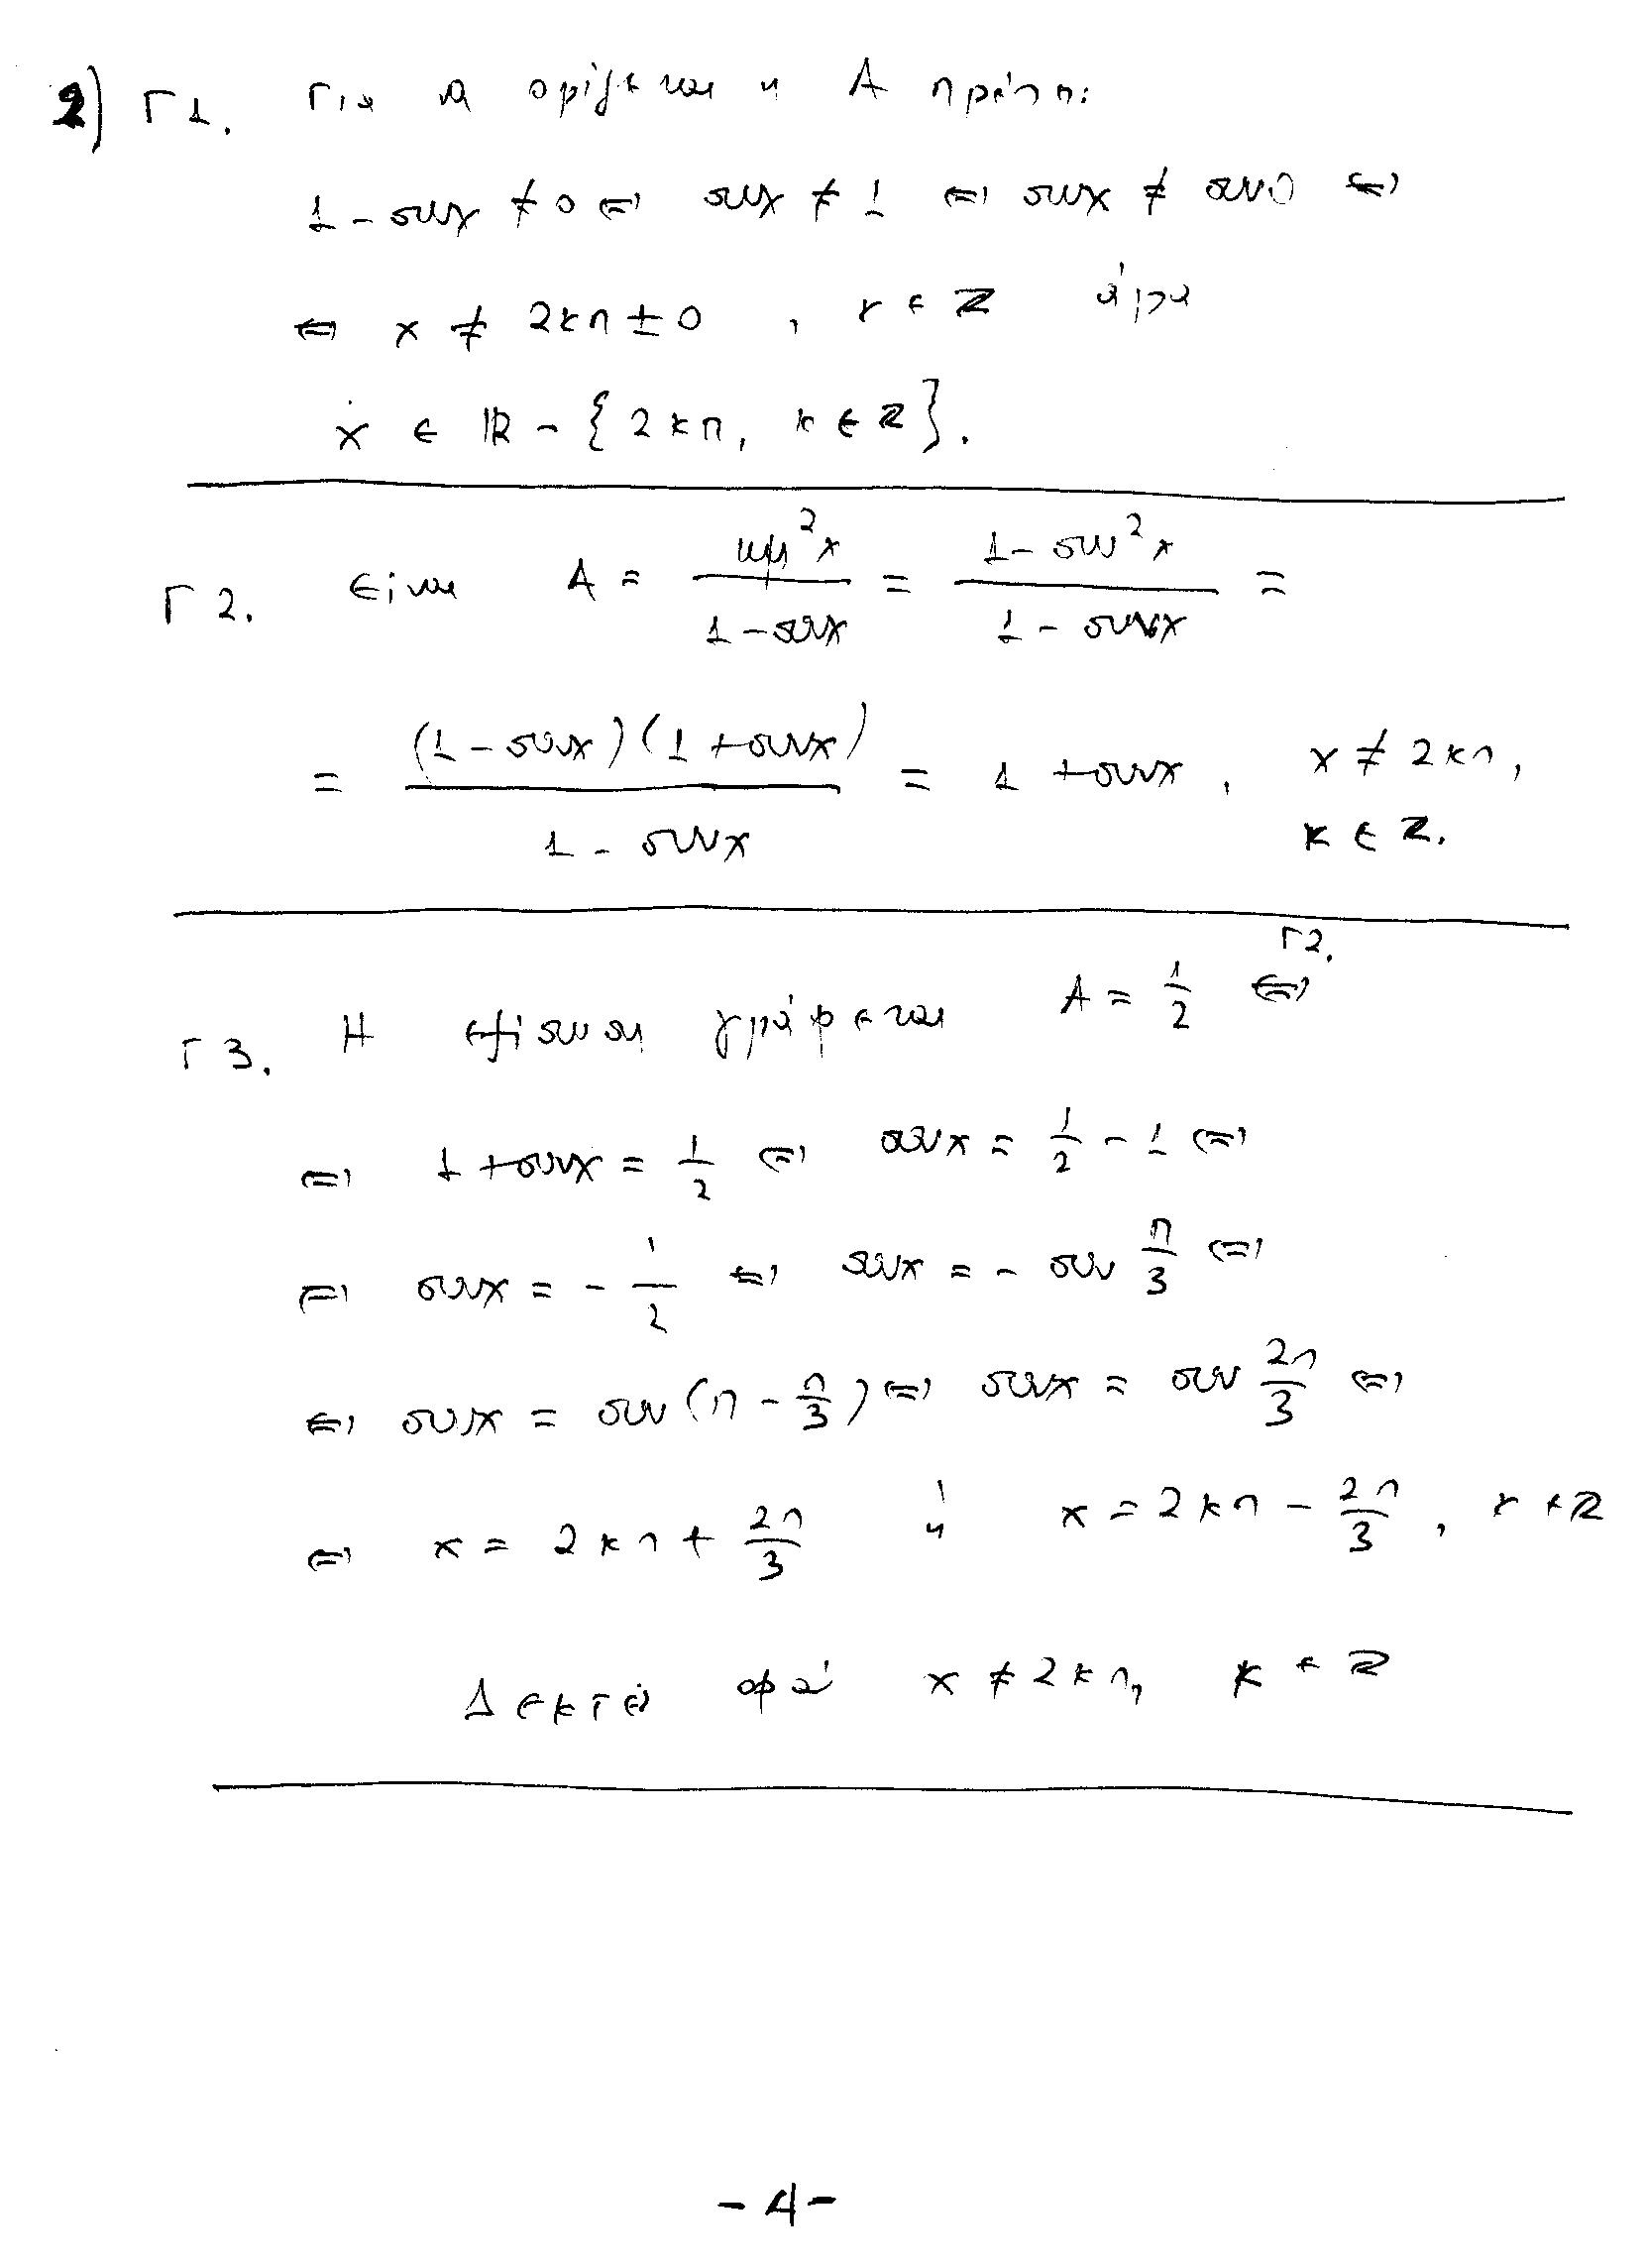 2) Γ1. Για να ορίζεται η Α πρέπει:
1 - συνx ≠ 0 ⇔ συνx ≠ 1 ⇔ συνx ≠ συν0 ⇔
⇔ x ≠ 2κπ ± 0 , κ ∈ ℤ άρα
x ∈ ℝ - {2κπ, κ ∈ ℤ}.
Γ2. Είναι Α = ημ²x / (1 - συνx) = (1 - συν²x) / (1 - συνx) =
= (1 - συνx)(1 + συνx) / (1 - συνx) = 1 + συνx , x ≠ 2κπ,
κ ∈ ℤ.
Γ3. Η εξίσωση γράφεται Α = 1/2 ⇔ Γ2.
⇔ 1 + συνx = 1/2 ⇔ συνx = 1/2 - 1 ⇔
⇔ συνx = - 1/2 ⇔ συνx = - συν π/3 ⇔
⇔ συνx = συν(π - π/3) ⇔ συνx = συν 2π/3 ⇔
⇔ x = 2κπ + 2π/3 ή x = 2κπ - 2π/3 , κ ∈ ℤ
Δεκτές αφού x ≠ 2κπ, κ ∈ ℤ
- 4 -